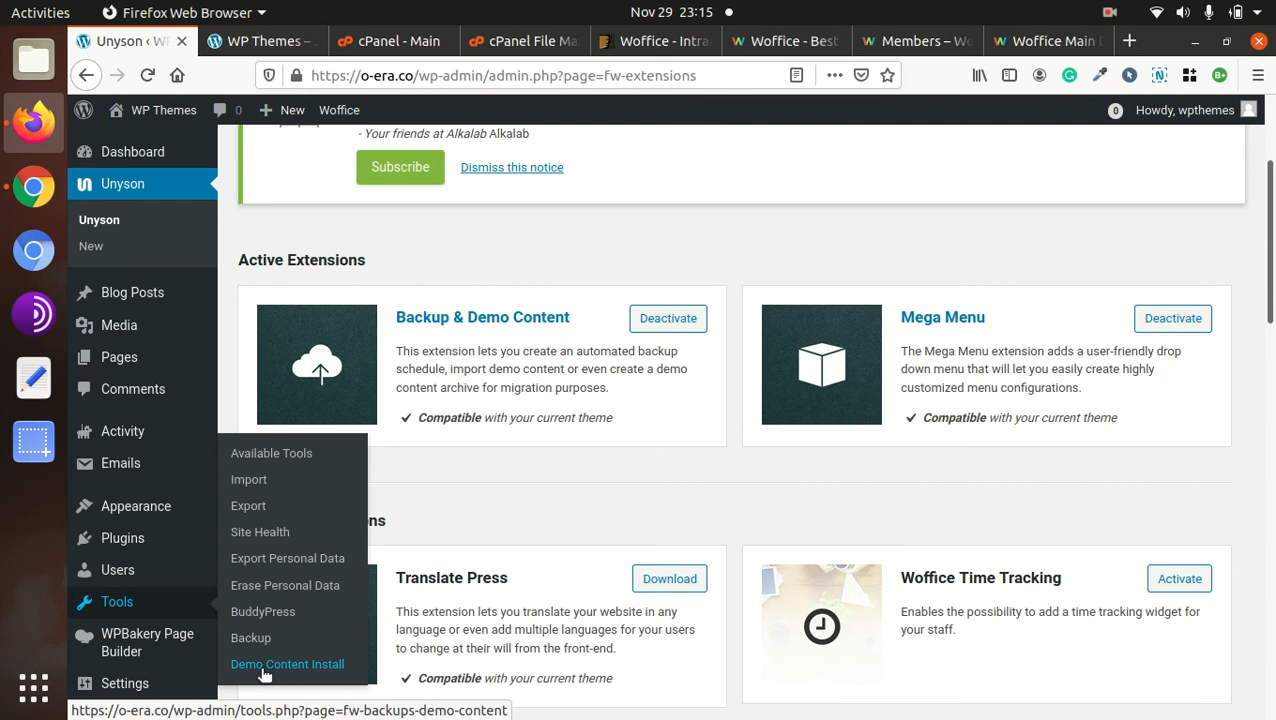 Activities
Firefox Web Browser
Nov 29 23:15
Unyson ‹ W
WP Themes –
cPanel - Main
cPanel File Ma
Woffice - Intra
Woffice - Best
Members – Wo
Woffice Main D
https://o-era.co/wp-admin/admin.php?page=fw-extensions
WP Themes
0
New
Woffice
0
Howdy, wpthemes
- Your friends at Alkalab Alkalab
Subscribe
Dismiss this notice
Dashboard
Unyson
Unyson
New
Blog Posts
Media
Pages
Comments
Activity
Emails
Appearance
Plugins
Users
Tools
WPBakery Page
Builder
Settings
Available Tools
Import
Export
Site Health
Export Personal Data
Erase Personal Data
BuddyPress
Backup
Demo Content Install
Active Extensions
Backup & Demo Content
Deactivate
This extension lets you create an automated backup
schedule, import demo content or even create a demo
content archive for migration purposes.
Compatible with your current theme
Mega Menu
Deactivate
The Mega Menu extension adds a user-friendly drop
down menu that will let you easily create highly
customized menu configurations.
Compatible with your current theme
ns
Translate Press
Download
This extension lets you translate your website in any
language or even add multiple languages for your users
to change at their will from the front-end.
Compatible with your current theme
Woffice Time Tracking
Activate
Enables the possibility to add a time tracking widget for
your staff.
https://o-era.co/wp-admin/tools.php?page=fw-backups-demo-content